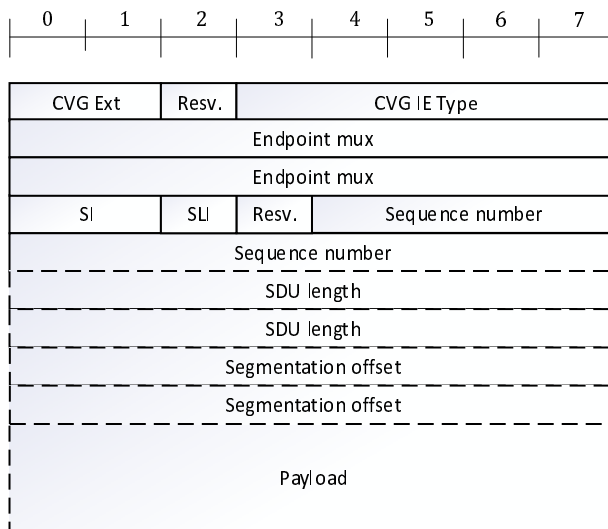 0 1 2 3 4 5 6 7
CVG Ext Resv. CVG IE Type
Endpoint mux
Endpoint mux
SI SLI Resv. Sequence number
Sequence number
SDU length
SDU length
Segmentation offset
Segmentation offset
Payload